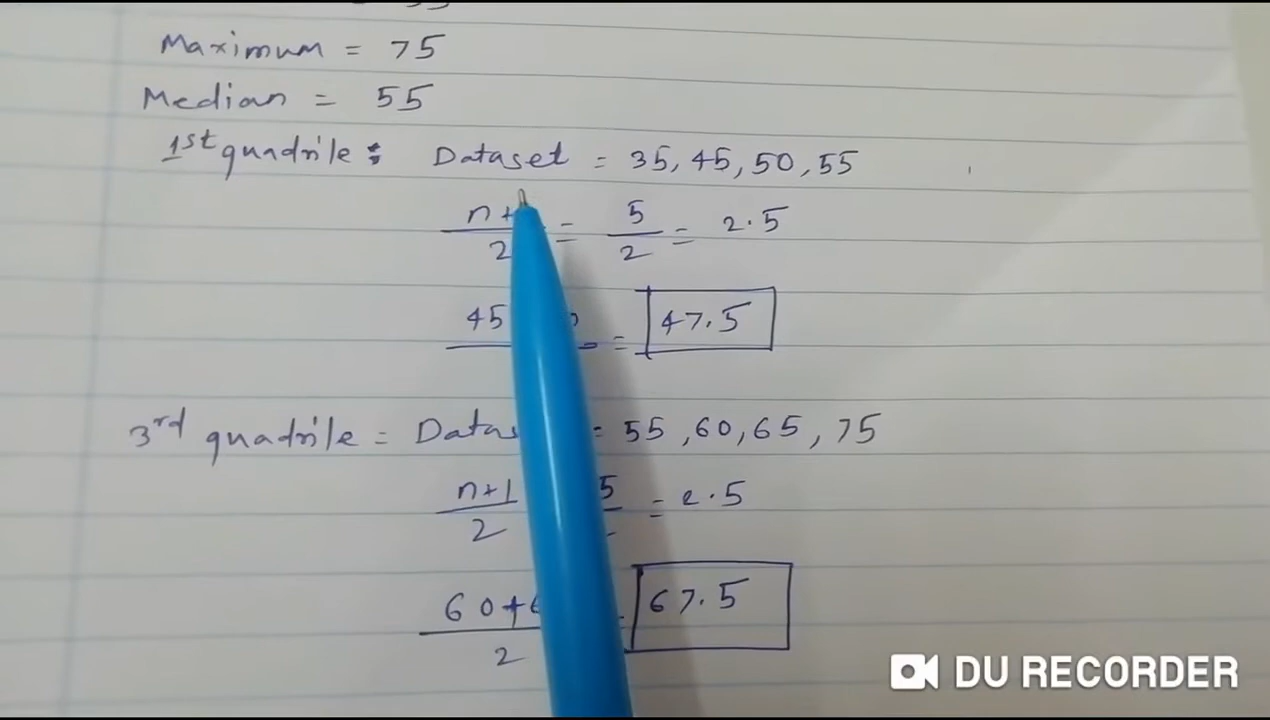 Maximum = 75
Median = 55
1st quadrile : Dataset = 35, 45, 50, 55
n+ = 5 = 2.5
2 2
45 = 47.5
3rd quadrile = Datas = 55, 60, 65, 75
n+1 5 = 2.5
2
60+6 67.5
2
DU RECORDER